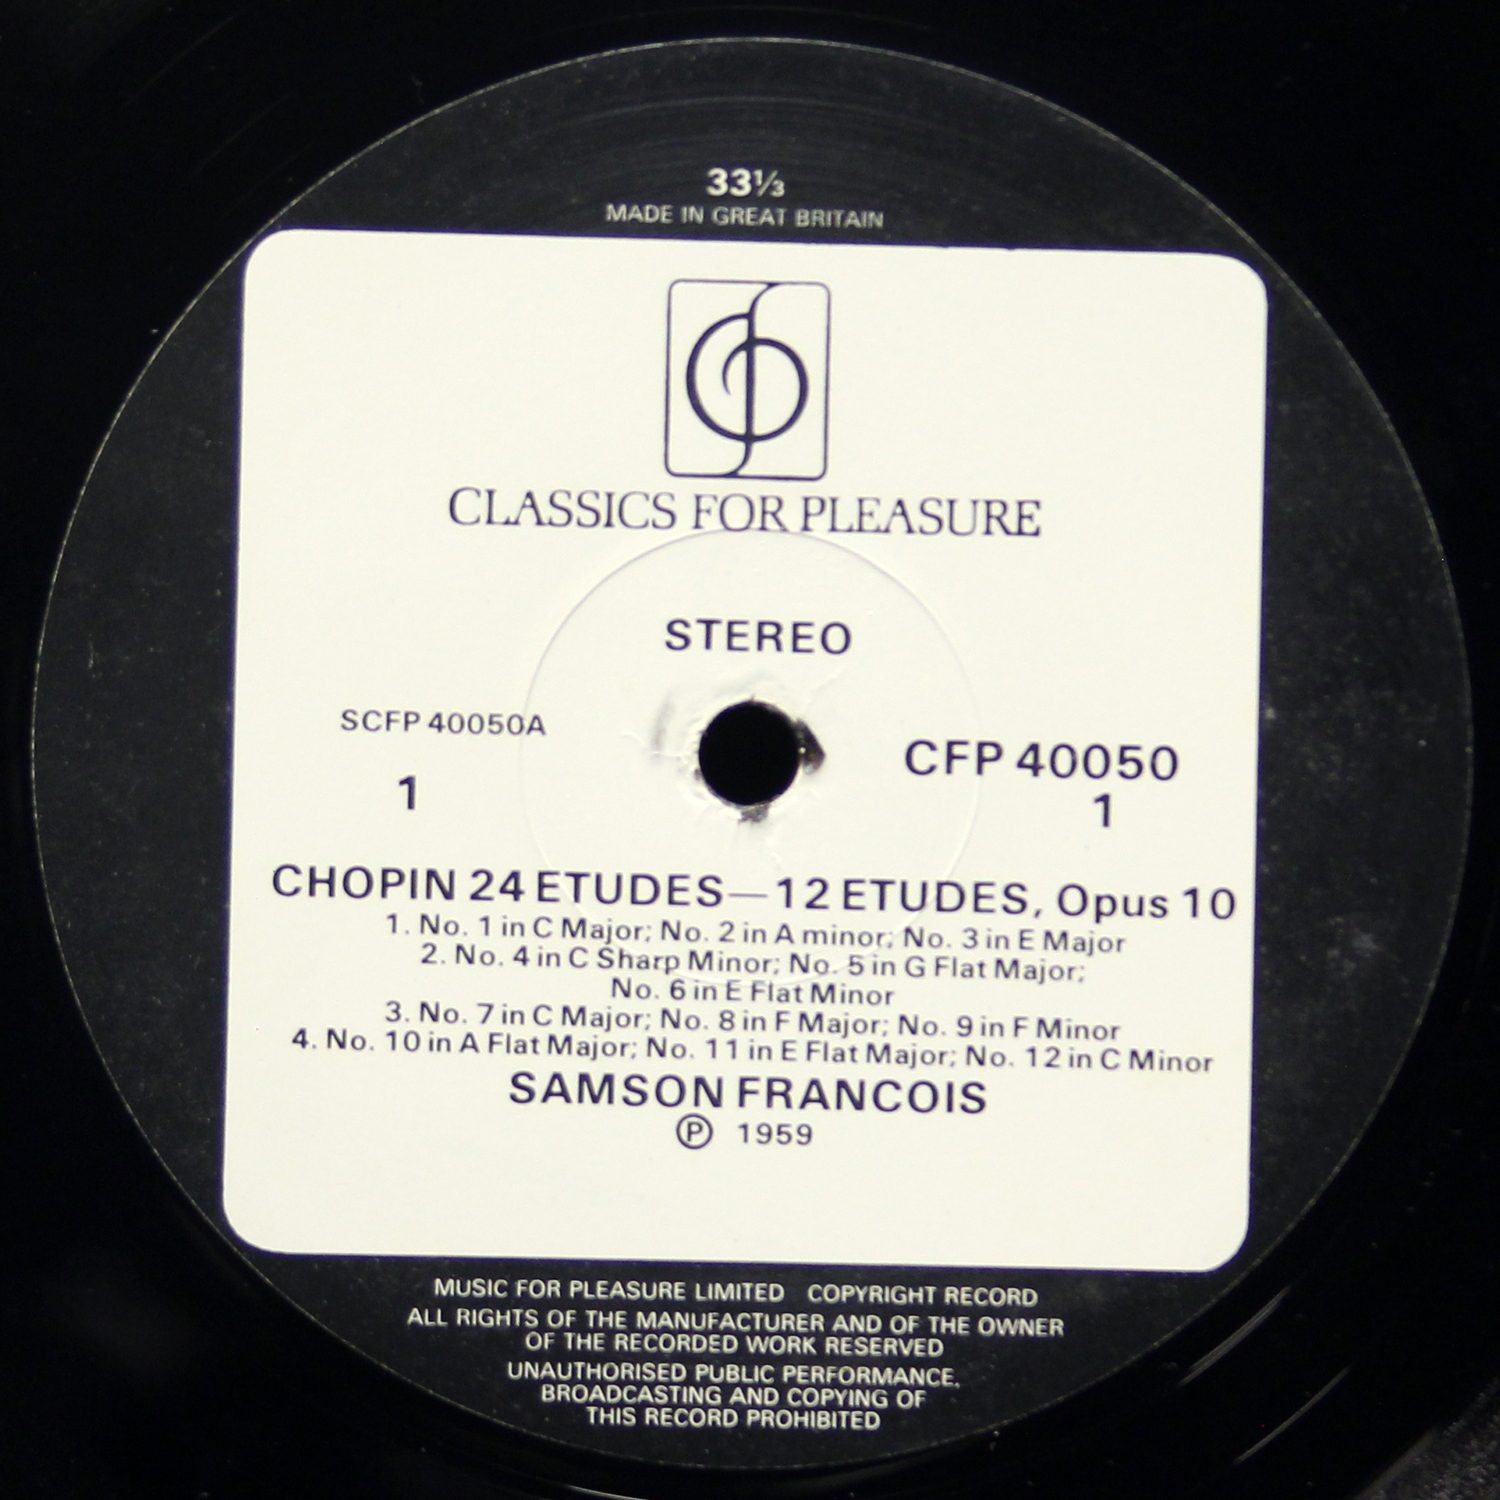 33⅓
MADE IN GREAT BRITAIN
CLASSICS FOR PLEASURE
STEREO
SCFP 40050A
CFP 40050
1
1
CHOPIN 24 ETUDES—12 ETUDES, Opus 10
1. No. 1 in C Major; No. 2 in A minor; No. 3 in E Major
2. No. 4 in C Sharp Minor; No. 5 in G Flat Major;
No. 6 in E Flat Minor
3. No. 7 in C Major; No. 8 in F Major; No. 9 in F Minor
4. No. 10 in A Flat Major; No. 11 in E Flat Major; No. 12 in C Minor
SAMSON FRANCOIS
Ⓟ 1959
MUSIC FOR PLEASURE LIMITED COPYRIGHT RECORD
ALL RIGHTS OF THE MANUFACTURER AND OF THE OWNER
OF THE RECORDED WORK RESERVED
UNAUTHORISED PUBLIC PERFORMANCE,
BROADCASTING AND COPYING OF
THIS RECORD PROHIBITED